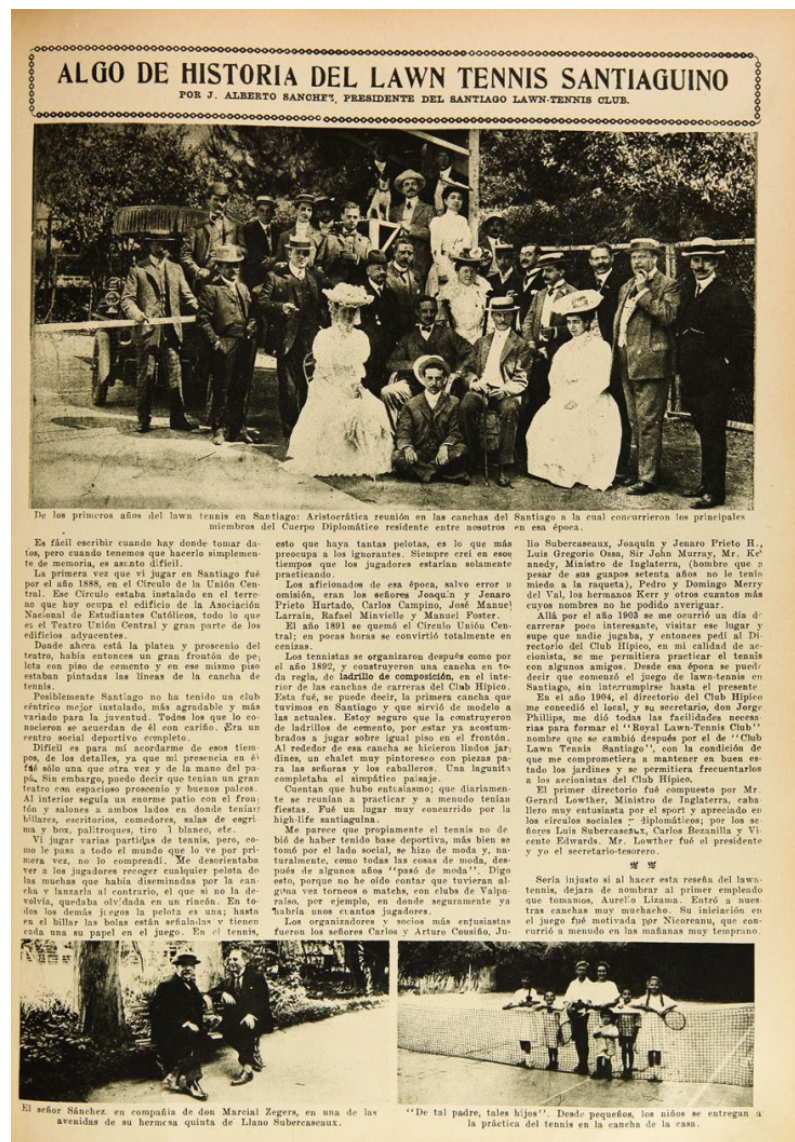 ALGO DE HISTORIA DEL LAWN TENNIS SANTIAGUINO
POR J. ALBERTO SANCHEZ, PRESIDENTE DEL SANTIAGO LAWN-TENNIS CLUB.
De los primeros años del lawn tennis en Santiago: Aristocrática reunión en las canchas del Santiago a la cual concurrieron los principales
miembros del Cuerpo Diplomático residente entre nosotros en esa época.
Es fácil escribir cuando hay donde tomar da-
tos, pero cuando tenemos que hacerlo simplemen-
te de memoria, es asunto difícil.
La primera vez que vi jugar en Santiago fué
por el año 1888, en el Círculo de la Unión Cen-
tral. Ese Círculo estaba instalado en el terre-
no que hoy ocupa el edificio de la Asociación
Nacional de Estudiantes Católicos, todo lo que
es el Teatro Unión Central y gran parte de los
edificios adyacentes.
Donde ahora está la platea y proscenio del
teatro, había entonces un gran frontón de pe-
lota con piso de cemento y en ese mismo piso
estaban pintadas las líneas de la cancha de
tennis.
Posiblemente Santiago no ha tenido un club
céntrico mejor instalado, más agradable y más
variado para la juventud. Todos los que lo co-
nocieron se acuerdan de él con cariño. Era un
centro social deportivo completo.
Difícil es para mí acordarme de esos tiem-
pos, de los detalles, ya que mi presencia en él
fué sólo una que otra vez y de la mano del pa-
pá. Sin embargo, puedo decir que tenían un gran
teatro con espacioso proscenio y buenos palcos.
Al interior seguía un enorme patio con el fron-
tón y salones a ambos lados en donde tenían
billares, escritorios, comedores, salas de esgri-
ma y box, palitroques, tiro al blanco, etc.
Vi jugar varias partidas de tennis, pero, co-
mo le pasa a todo el mundo que lo ve por pri-
mera vez, no lo comprendí. Me desorientaba
ver a los jugadores recoger cualquier pelota de
las muchas que había diseminadas por la can-
cha y lanzarla al contrario, el que si no la de-
volvía, quedaba olvidada en un rincón. En to-
dos los demás juegos la pelota es una; hasta
en el billar las bolas están señaladas y tienen
cada una su papel en el juego. En el tennis,
esto que haya tantas pelotas, es lo que más
preocupa a los ignorantes. Siempre creí en esos
tiempos que los jugadores estarían solamente
practicando.
Los aficionados de esa época, salvo error u
omisión, eran los señores Joaquín y Jenaro
Prieto Hurtado, Carlos Campino, José Manuel
Larraín, Rafael Minvielle y Manuel Foster.
El año 1891 se quemó el Círculo Unión Cen-
tral; en pocas horas se convirtió totalmente en
cenizas.
Los tennistas se organizaron después como por
el año 1892, y construyeron una cancha en to-
da regla, de ladrillo de composición, en el inte-
rior de las canchas de carreras del Club Hípico.
Esta fué, se puede decir, la primera cancha que
tuvimos en Santiago y que sirvió de modelo a
las actuales. Estoy seguro que la construyeron
de ladrillos de cemento, por estar ya acostum-
brados a jugar sobre igual piso en el frontón.
Al rededor de esa cancha se hicieron lindos jar-
dines, un chalet muy pintoresco con piezas pa-
ra las señoras y los caballeros. Una lagunita
completaba el simpático paisaje.
Cuentan que hubo entusiasmo; que diariamen-
te se reunían a practicar y a menudo tenían
fiestas. Fué un lugar muy concurrido por la
high-life santiaguina.
Me parece que propiamente el tennis no de-
bió de haber tenido base deportiva, más bien se
tomó por el lado social, se hizo de moda y, na-
turalmente, como todas las cosas de moda, des-
pués de algunos años "pasó de moda". Digo
esto, porque no he oído contar que tuvieran al-
guna vez torneos o matchs, con clubs de Valpa-
raíso, por ejemplo, en donde seguramente ya
habría unos cuantos jugadores.
Los organizadores y socios más entusiastas
fueron los señores Carlos y Arturo Cousiño, Ju-
lio Subercaseaux, Joaquín y Jenaro Prieto H.,
Luis Gregorio Ossa, Sir John Murray, Mr. Ke
nnedy, Ministro de Inglaterra, (hombre que a
pesar de sus guapos setenta años no le tenía
miedo a la raqueta), Pedro y Domingo Merry
del Val, los hermanos Kerr y otros cuantos más
cuyos nombres no he podido averiguar.
Allá por el año 1903 se me ocurrió un día de
carreras poco interesante, visitar ese lugar y
supe que nadie jugaba, y entonces pedí al Di-
rectorio del Club Hípico, en mi calidad de ac-
cionista, se me permitiera practicar el tennis
con algunos amigos. Desde esa época se puede
decir que comenzó el juego de lawn-tennis en
Santiago, sin interrumpirse hasta el presente
En el año 1904, el directorio del Club Hípico
me concedió el local, y su secretario, don Jorge
Phillips, me dió todas las facilidades necesa-
rias para formar el "Royal Lawn-Tennis Club"
nombre que se cambió después por el de "Club
Lawn Tennis Santiago", con la condición de
que me comprometiera a mantener en buen es-
tado los jardines y se permitiera frecuentarlos
a los accionistas del Club Hípico.
El primer directorio fué compuesto por Mr.
Gerard Lowther, Ministro de Inglaterra, caba-
llero muy entusiasta por el sport y apreciado en
los círculos sociales y diplomáticos; por los se-
ñores Luis Subercaseaux, Carlos Bezanilla y Vi-
cente Edwards. Mr. Lowther fué el presidente
y yo el secretario-tesorero.
Sería injusto si al hacer esta reseña del lawn-
tennis, dejara de nombrar al primer empleado
que tomamos, Aurelio Lizama. Entró a nues-
tras canchas muy muchacho. Su iniciación en
el juego fué motivada por Nicoreanu, que con-
currió a menudo en las mañanas muy temprano.
El señor Sánchez en compañía de don Marcial Zegers, en una de las
avenidas de su hermosa quinta de Llano Subercaseaux.
"De tal padre, tales hijos". Desde pequeños, los niños se entregan a
la práctica del tennis en la cancha de la casa.